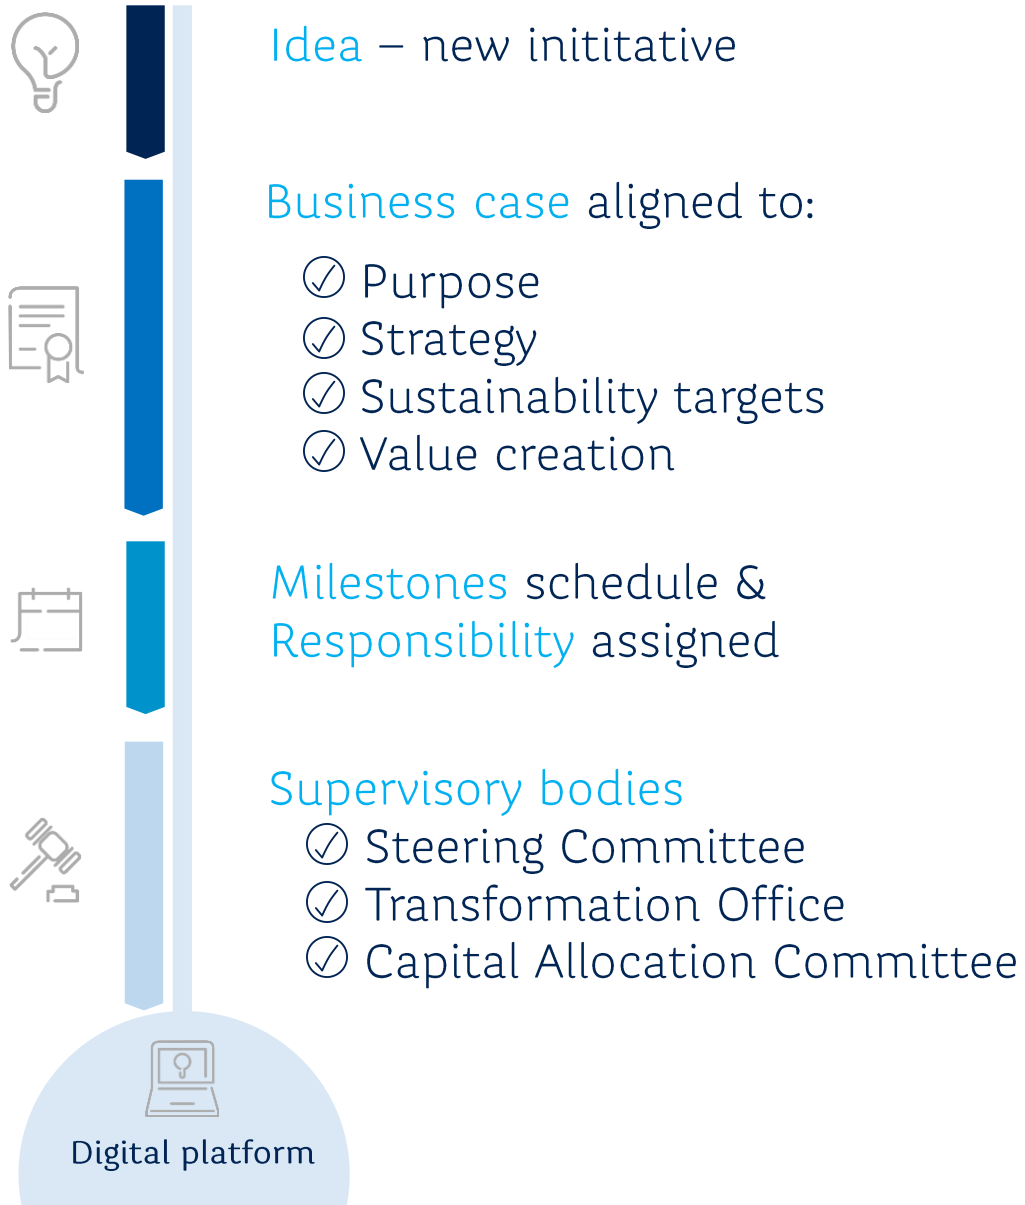 Idea – new inititative
Business case aligned to:
Purpose
Strategy
Sustainability targets
Value creation
Milestones schedule &
Responsibility assigned
Supervisory bodies
Steering Committee
Transformation Office
Capital Allocation Committee
Digital platform